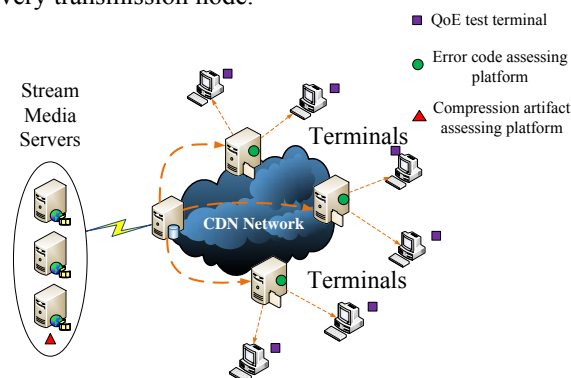 very transmission node.
QoE test terminal
Error code assessing
platform
Compression artifact
assessing platform
Stream
Media
Servers
Terminals
CDN Network
Terminals